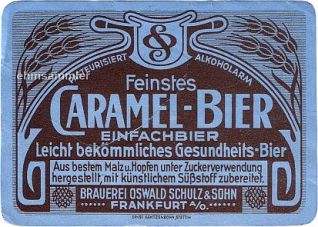 S&S
PASTEURISIERT ALKOHOLARM
ehmsammler
Feinstes
CARAMEL-BIER
EINFACHBIER
Leicht bekömmliches Gesundheits-Bier
Aus bestem Malz u. Hopfen unter Zuckerverwendung
hergestellt, mit künstlichem Süßstoff zubereitet.
BRAUEREI OSWALD SCHULZ & SOHN
FRANKFURT A/O.